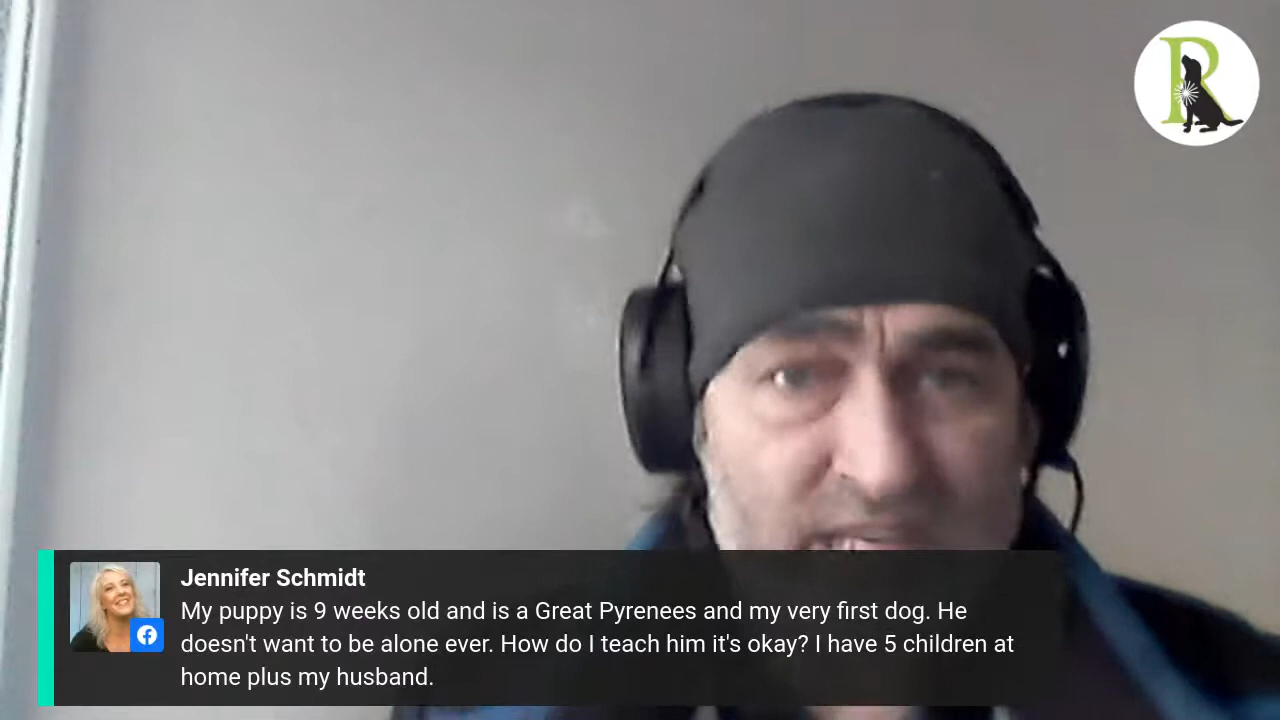 R
Jennifer Schmidt
My puppy is 9 weeks old and is a Great Pyrenees and my very first dog. He
doesn't want to be alone ever. How do I teach him it's okay? I have 5 children at
home plus my husband.